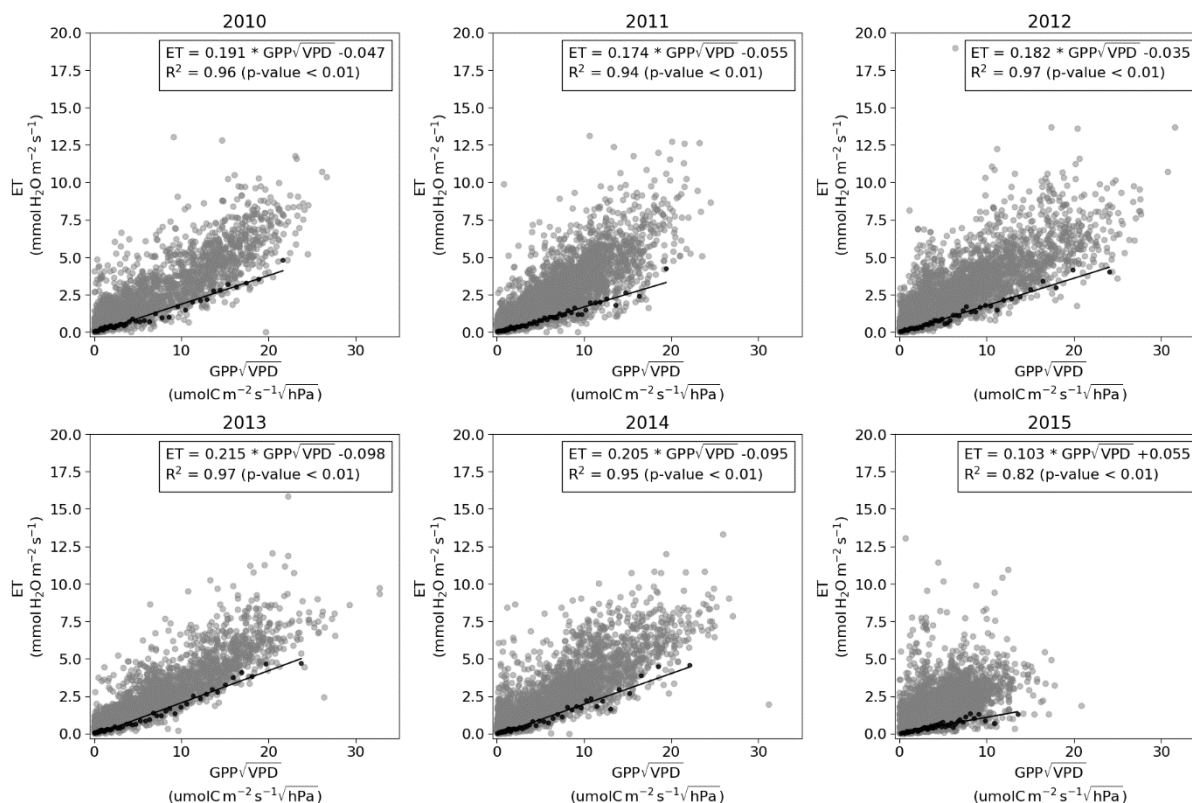 2010
20.0
17.5
15.0
12.5
10.0
7.5
5.0
2.5
0.0
ET
(mmol H₂O m⁻² s⁻¹)
ET = 0.191 * GPP√VPD -0.047
R² = 0.96 (p-value < 0.01)
0 10 20 30
GPP√VPD
(umolC m⁻² s⁻¹√hPa)
2011
20.0
17.5
15.0
12.5
10.0
7.5
5.0
2.5
0.0
ET
(mmol H₂O m⁻² s⁻¹)
ET = 0.174 * GPP√VPD -0.055
R² = 0.94 (p-value < 0.01)
0 10 20 30
GPP√VPD
(umolC m⁻² s⁻¹√hPa)
2012
20.0
17.5
15.0
12.5
10.0
7.5
5.0
2.5
0.0
ET
(mmol H₂O m⁻² s⁻¹)
ET = 0.182 * GPP√VPD -0.035
R² = 0.97 (p-value < 0.01)
0 10 20 30
GPP√VPD
(umolC m⁻² s⁻¹√hPa)
2013
20.0
17.5
15.0
12.5
10.0
7.5
5.0
2.5
0.0
ET
(mmol H₂O m⁻² s⁻¹)
ET = 0.215 * GPP√VPD -0.098
R² = 0.97 (p-value < 0.01)
0 10 20 30
GPP√VPD
(umolC m⁻² s⁻¹√hPa)
2014
20.0
17.5
15.0
12.5
10.0
7.5
5.0
2.5
0.0
ET
(mmol H₂O m⁻² s⁻¹)
ET = 0.205 * GPP√VPD -0.095
R² = 0.95 (p-value < 0.01)
0 10 20 30
GPP√VPD
(umolC m⁻² s⁻¹√hPa)
2015
20.0
17.5
15.0
12.5
10.0
7.5
5.0
2.5
0.0
ET
(mmol H₂O m⁻² s⁻¹)
ET = 0.103 * GPP√VPD +0.055
R² = 0.82 (p-value < 0.01)
0 10 20 30
GPP√VPD
(umolC m⁻² s⁻¹√hPa)